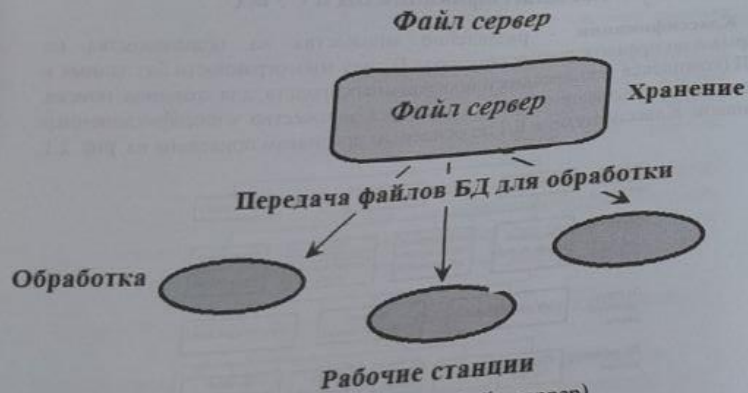 Файл сервер
Файл сервер
Хранение
Передача файлов БД для обработки
Обработка
Рабочие станции